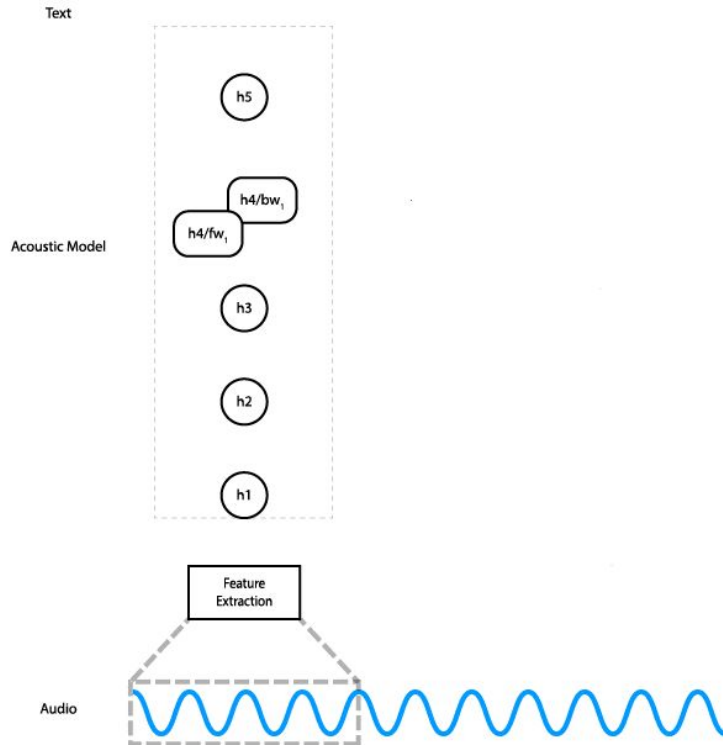 Text
h5
h4/bw₁
h4/fw₁
Acoustic Model
h3
h2
h1
Feature
Extraction
Audio